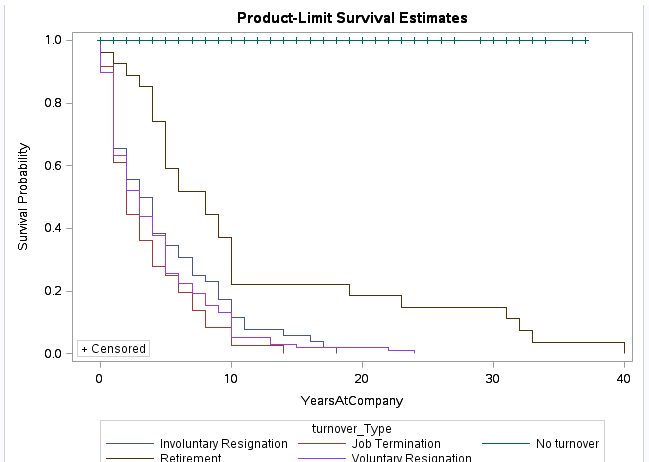 Product-Limit Survival Estimates
1.0
0.8
0.6
0.4
0.2
0.0
Survival Probability
+ Censored
0 10 20 30 40
YearsAtCompany
turnover_Type
Involuntary Resignation Job Termination No turnover
Retirement Voluntary Resignation